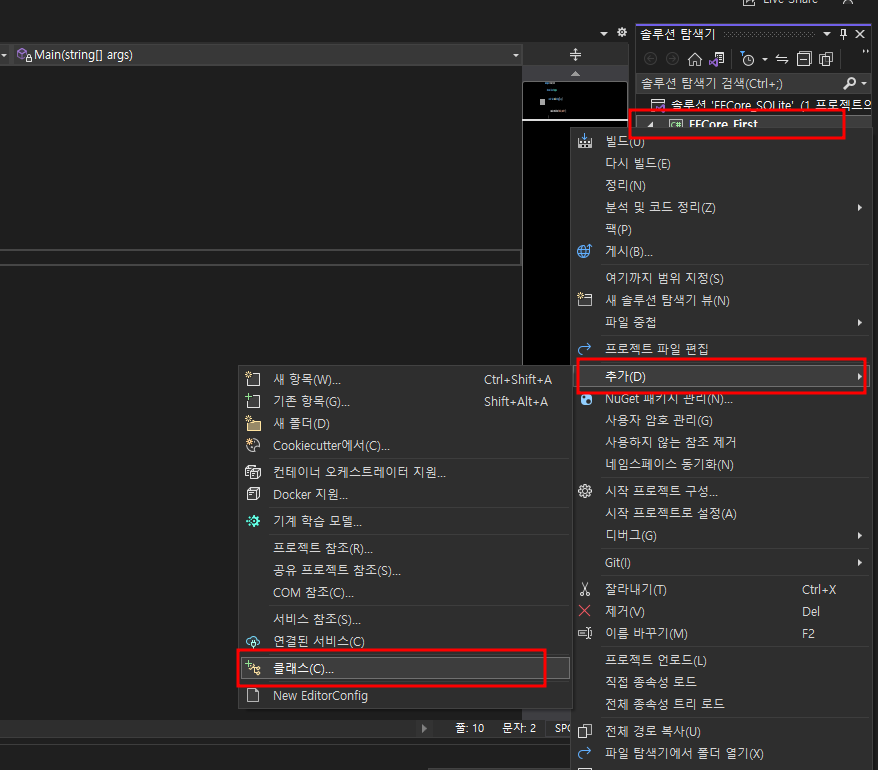 Live Share
솔루션 탐색기
Main(string[] args)
솔루션 탐색기 검색(Ctrl+;)
솔루션 'EFCore_SQLite' (1 프로젝트의
C# EFCore_First
빌드(U)
다시 빌드(E)
정리(N)
분석 및 코드 정리(Z)
팩(P)
게시(B)...
여기까지 범위 지정(S)
새 솔루션 탐색기 뷰(N)
파일 중첩
프로젝트 파일 편집
추가(D)
NuGet 패키지 관리(N)...
사용자 암호 관리(G)
사용하지 않는 참조 제거
네임스페이스 동기화(N)
시작 프로젝트 구성...
시작 프로젝트로 설정(A)
디버그(G)
Git(I)
잘라내기(T) Ctrl+X
제거(V) Del
이름 바꾸기(M) F2
프로젝트 언로드(L)
직접 종속성 로드
전체 종속성 트리 로드
전체 경로 복사(U)
파일 탐색기에서 폴더 열기(X)
새 항목(W)... Ctrl+Shift+A
기존 항목(G)... Shift+Alt+A
새 폴더(D)
Cookiecutter에서(C)...
컨테이너 오케스트레이터 지원...
Docker 지원...
기계 학습 모델...
프로젝트 참조(R)...
공유 프로젝트 참조(S)...
COM 참조(C)...
서비스 참조(S)...
연결된 서비스(C)
클래스(C)...
New EditorConfig
줄: 10 문자: 2 SPC